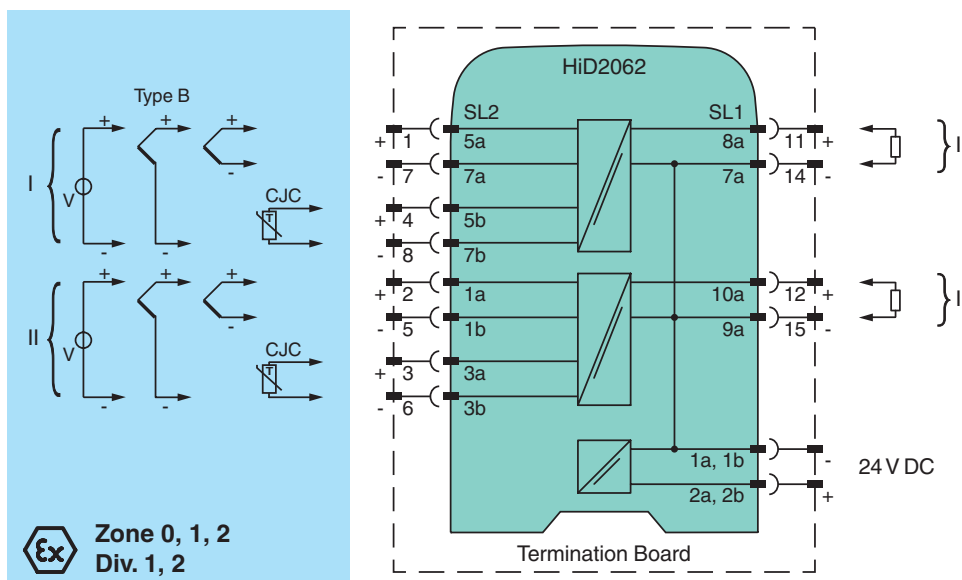 Type B
+ + +
-
I
V
CJC
T
- -
+ + +
-
II
V
CJC
T
- -
Ex
Zone 0, 1, 2
Div. 1, 2
HiD2062
SL2 SL1
+ 1 5a 8a 11 +
- 7 7a 7a 14 -
I
+ 4 5b
- 8 7b
+ 2 1a 10a 12 +
- 5 1b 9a 15 -
I
+ 3 3a
- 6 3b
1a, 1b -
24 V DC
2a, 2b +
Termination Board